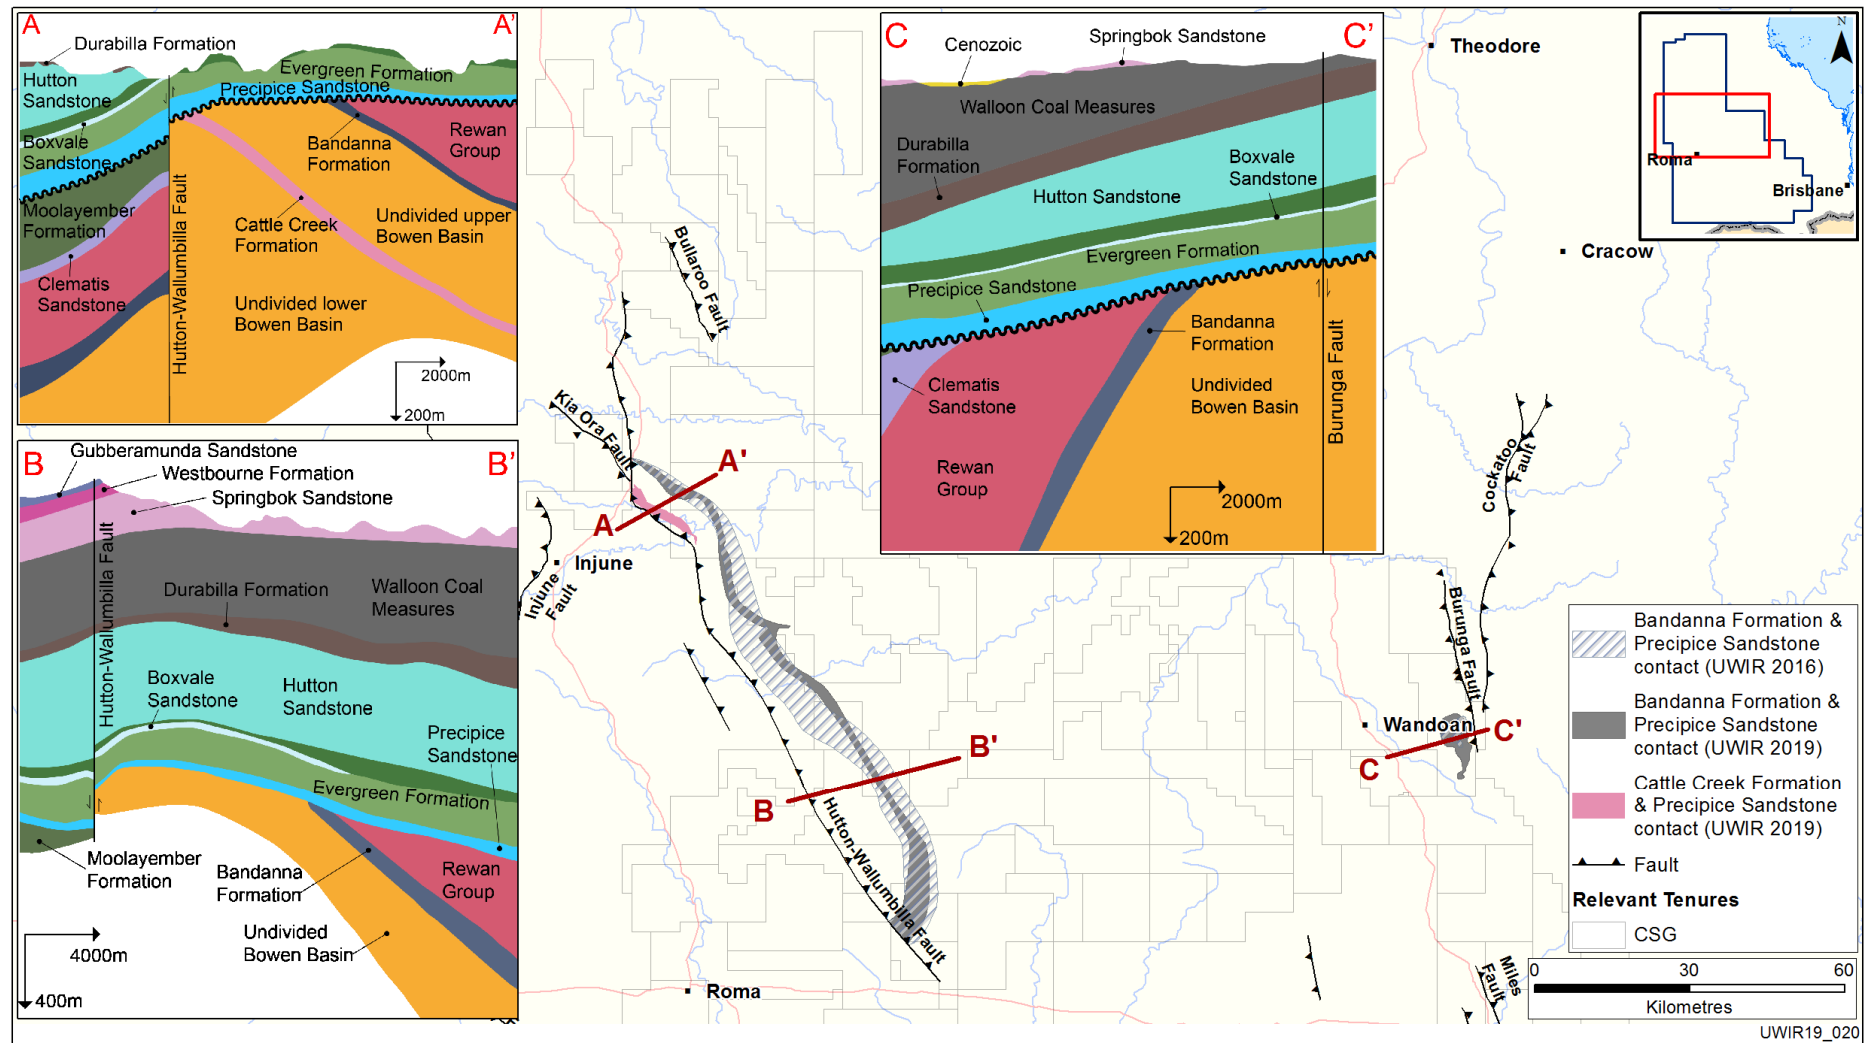 A
A'
Durabilla Formation
Hutton
Sandstone
Evergreen Formation
Precipice Sandstone
Boxvale
Sandstone
Bandanna
Formation
Rewan
Group
Moolayember
Formation
Hutton-Wallumbilla Fault
Cattle Creek
Formation
Undivided upper
Bowen Basin
Clematis
Sandstone
Undivided lower
Bowen Basin
2000m
200m
B
B'
Gubberamunda Sandstone
Westbourne Formation
Springbok Sandstone
Hutton-Wallumbilla Fault
Durabilla Formation
Walloon Coal
Measures
Boxvale
Sandstone
Hutton
Sandstone
Precipice
Sandstone
Evergreen Formation
Moolayember
Formation
Bandanna
Formation
Rewan
Group
Undivided
Bowen Basin
4000m
400m
C
C'
Cenozoic
Springbok Sandstone
Walloon Coal Measures
Durabilla
Formation
Boxvale
Sandstone
Hutton Sandstone
Evergreen Formation
Precipice Sandstone
Bandanna
Formation
Clematis
Sandstone
Undivided
Bowen Basin
Burunga Fault
Rewan
Group
2000m
200m
N
Roma
Brisbane
Theodore
Cracow
Bullaroo Fault
Kia Ora Fault
A
A'
Injune
Injune
Fault
Cockatoo
Fault
Burunga Fault
Wandoan
C
C'
B
B'
Hutton-Wallumbilla Fault
Roma
Miles
Fault
Bandanna Formation &
Precipice Sandstone
contact (UWIR 2016)
Bandanna Formation &
Precipice Sandstone
contact (UWIR 2019)
Cattle Creek Formation
& Precipice Sandstone
contact (UWIR 2019)
Fault
Relevant Tenures
CSG
0 30 60
Kilometres
UWIR19_020